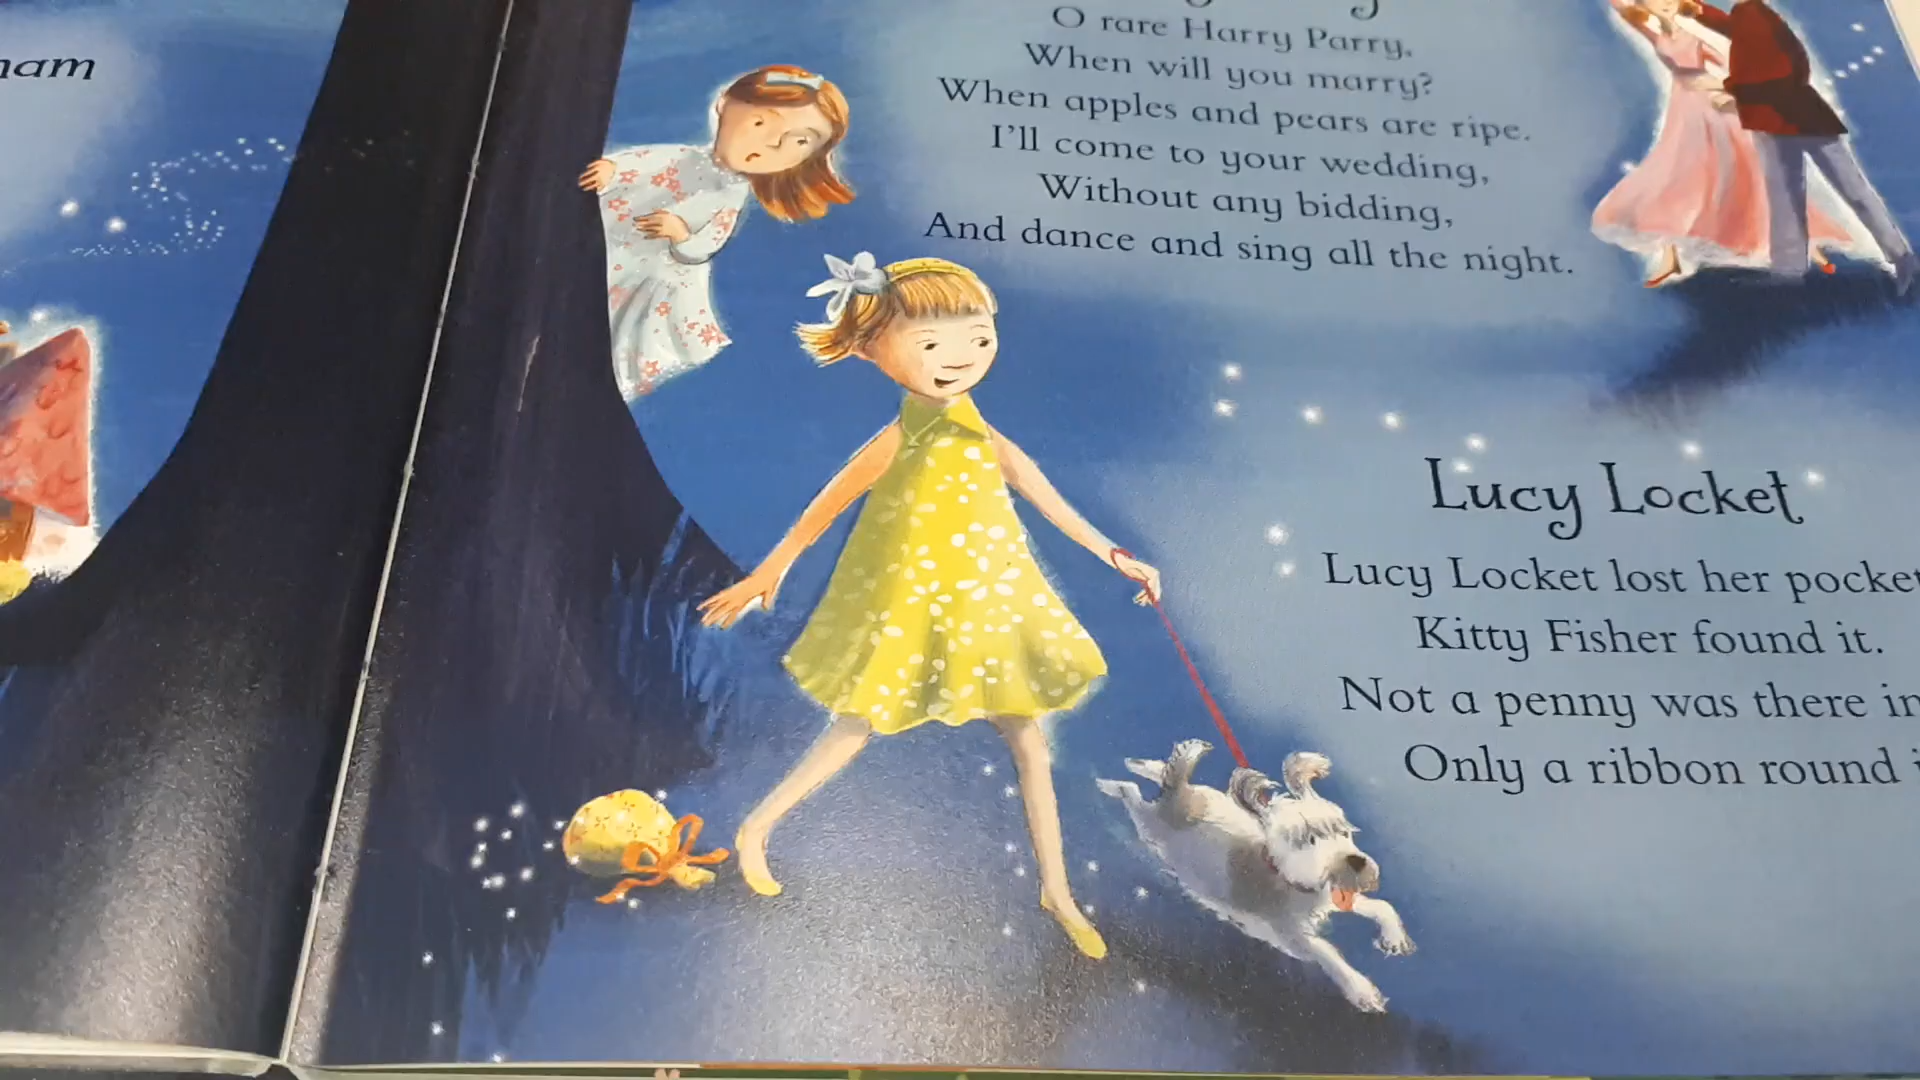 O rare Harry Parry,
When will you marry?
When apples and pears are ripe.
I'll come to your wedding,
Without any bidding,
And dance and sing all the night.
Lucy Locket
Lucy Locket lost her
Kitty Fisher found it.
Not a penny was there in
Only a ribbon round